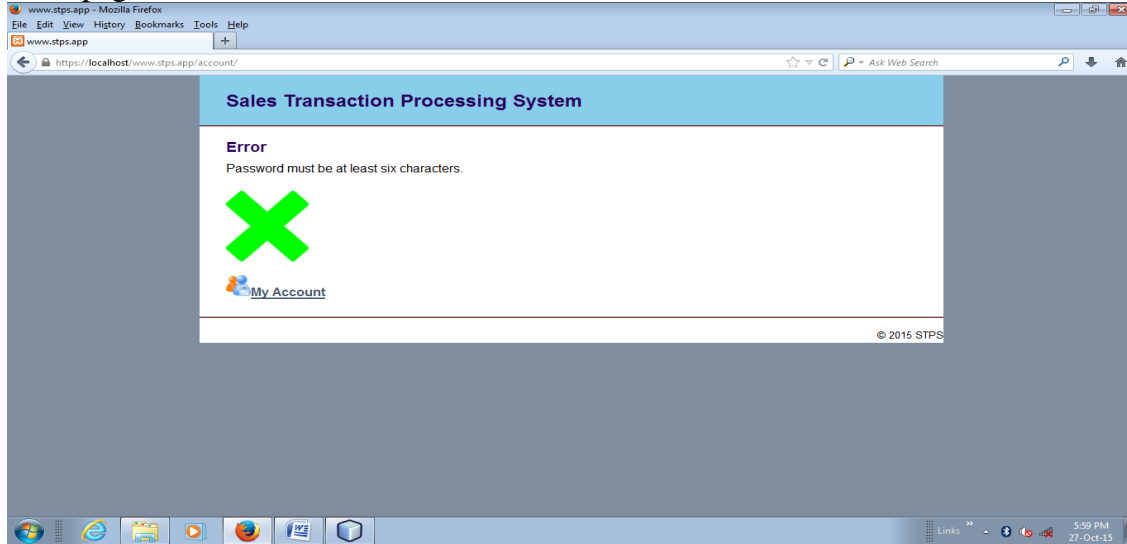 www.stps.app - Mozilla Firefox
File Edit View History Bookmarks Tools Help
www.stps.app +
https://localhost/www.stps.app/account/ Ask Web Search
Sales Transaction Processing System
Error
Password must be at least six characters.
My Account
© 2015 STPS
Links » 5:59 PM
27-Oct-15